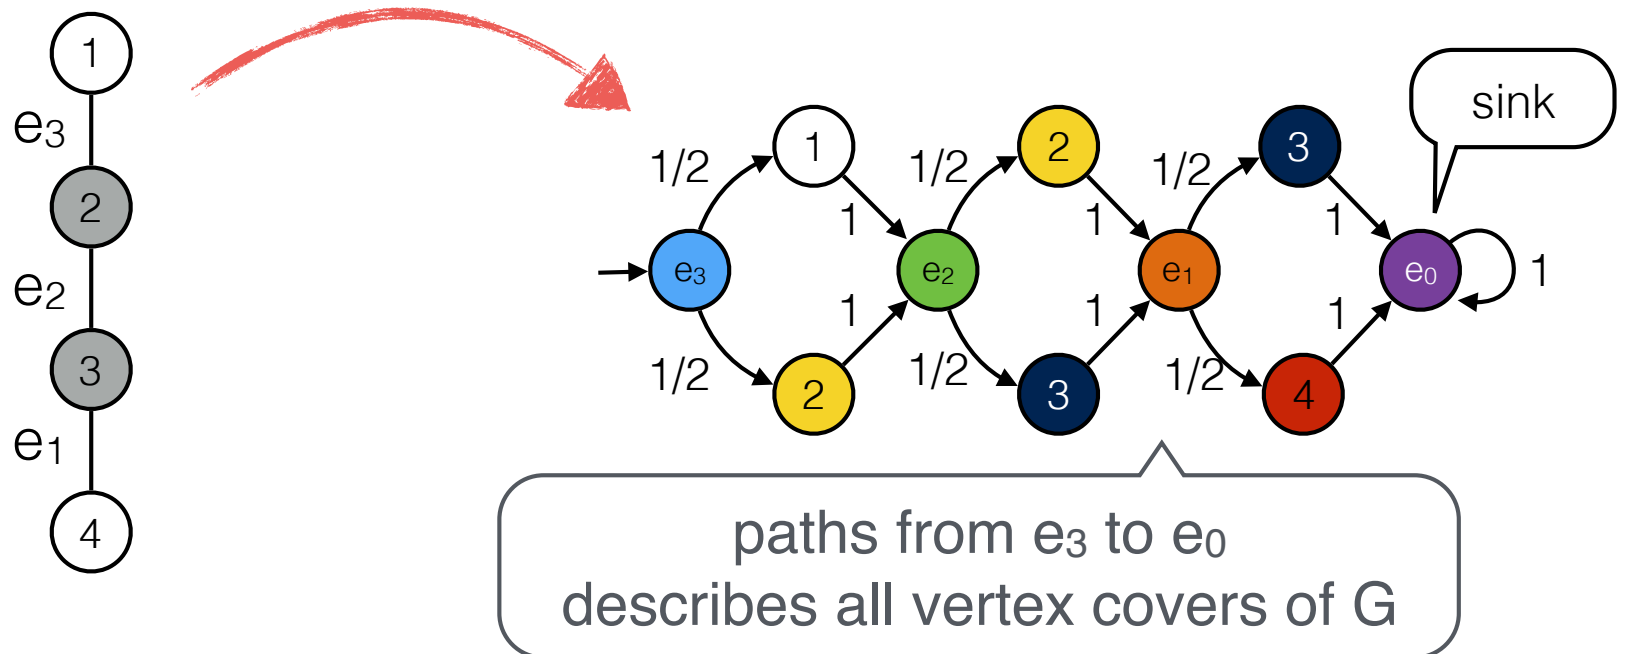 1
e₃
2
e₂
3
e₁
4
sink
1/2
1
1/2
2
1/2
3
1
1
1
e₃
e₂
e₁
e₀
1
1
1
1
1/2
2
1/2
3
1/2
4
paths from e₃ to e₀
describes all vertex covers of G